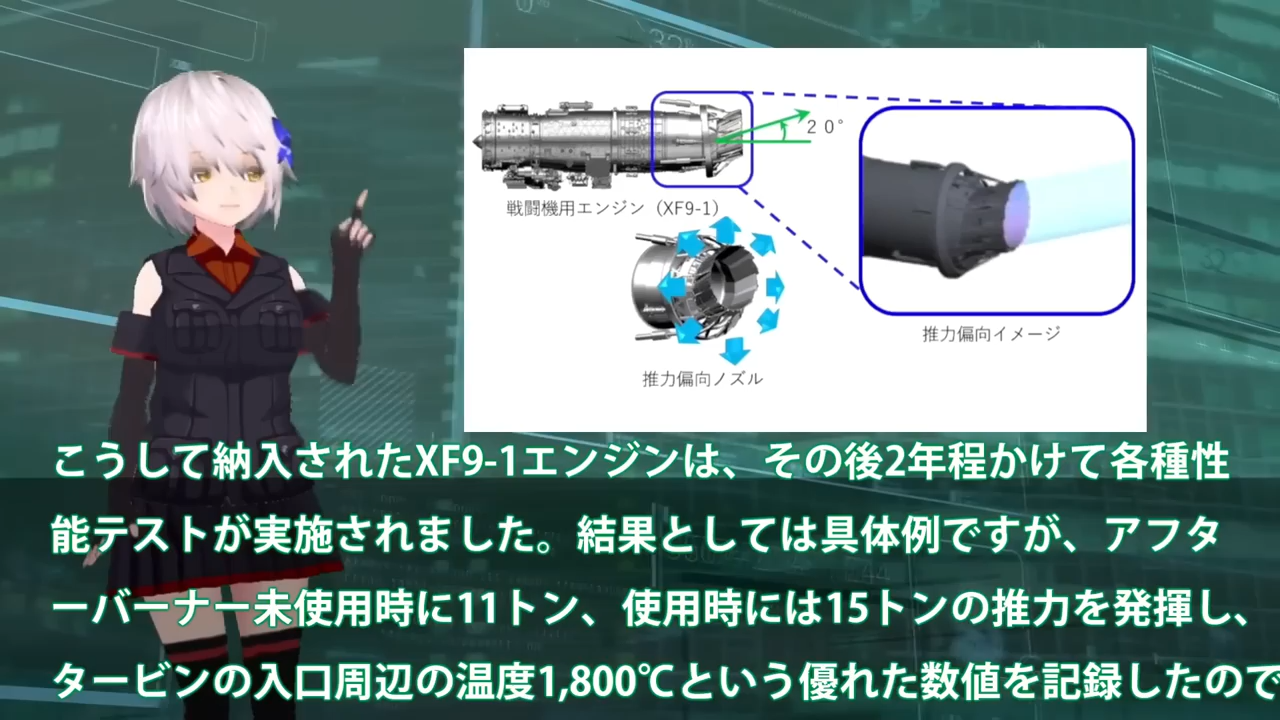 20°
戦闘機用エンジン（XF9-1）
推力偏向イメージ
推力偏向ノズル
こうして納入されたXF9-1エンジンは、その後2年程かけて各種性
能テストが実施されました。結果としては具体例ですが、アフタ
ーバーナー未使用時に11トン、使用時には15トンの推力を発揮し、
タービンの入口周辺の温度1,800℃という優れた数値を記録したので